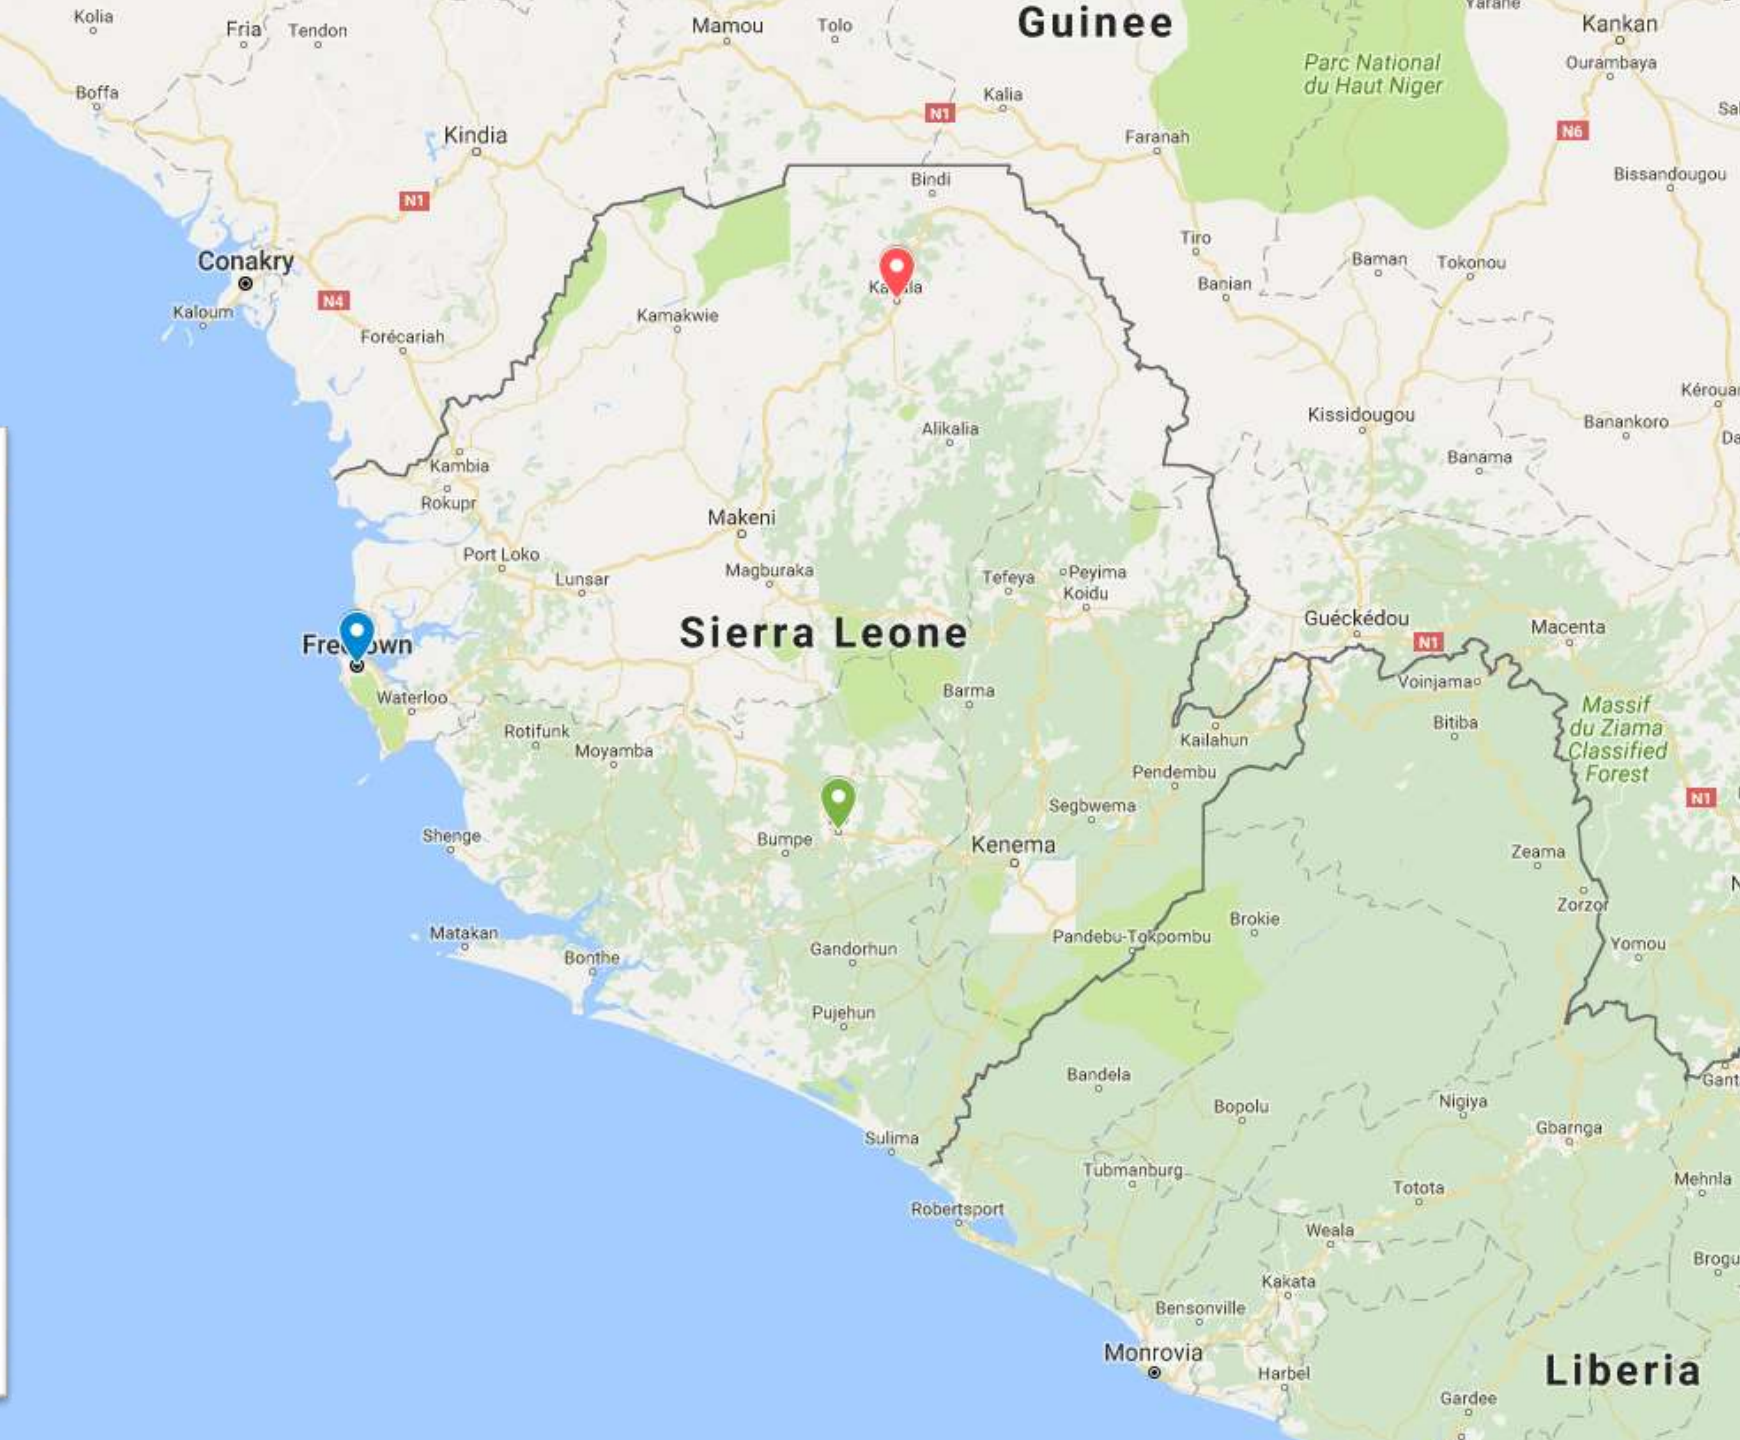 Kolia
Fria
Tendon
Mamou
Tolo
Guinee
Yarane
Kankan
Ourambaya
Parc National
du Haut Niger
Boffa
Kalia
N1
Kindia
Faranah
N6
Bissandougou
Bindi
N1
Conakry
Tiro
Baman
Tokonou
Banian
N4
Kaloum
Kamakwie
Forécariah
Kissidougou
Banankoro
Alikalia
Banama
Kambia
Rokupr
Makeni
Port Loko
Lunsar
Magburaka
Tefeya
Peyima
Koidu
Sierra Leone
Guéckédou
N1
Macenta
Voinjama
Waterloo
Barma
Massif
du Ziama
Classified
Forest
Rotifunk
Moyamba
Kailahun
Bitiba
Pendembu
Segbwema
N1
Shenge
Bumpe
Kenema
Zeama
Zorzor
Brokie
Matakan
Bonthe
Gandorhun
Pandebu-Tokpombu
Yomou
Pujehun
Bandela
Bopolu
Nigiya
Gant
Gbarnga
Sulima
Tubmanburg
Totota
Mehnla
Robertsport
Weala
Brogu
Kakata
Bensonville
Monrovia
Harbel
Liberia
Gardee